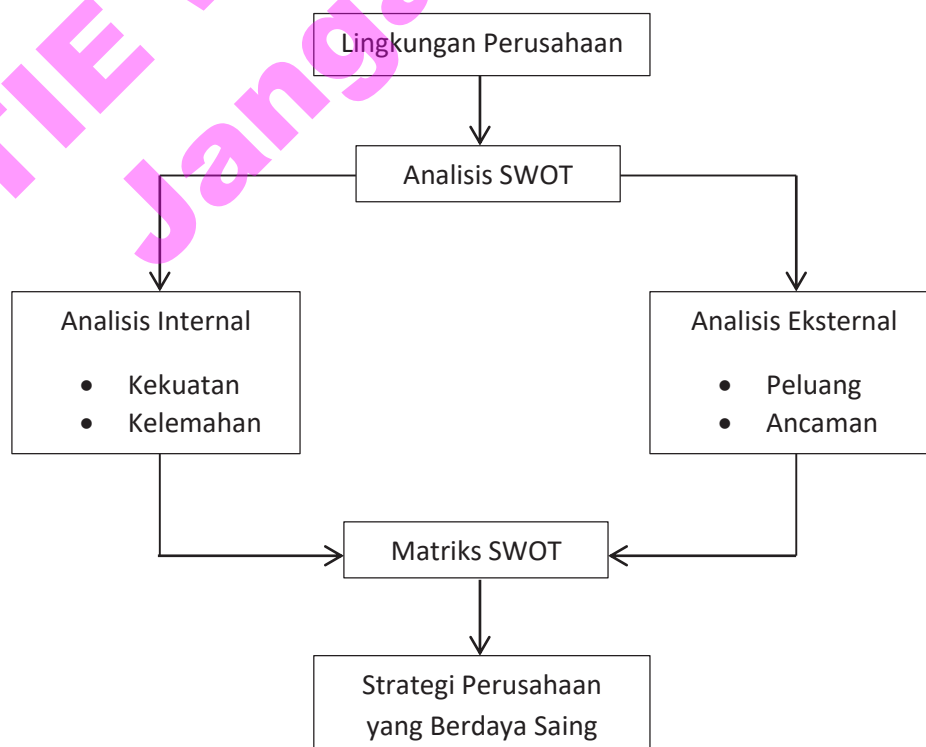 Lingkungan Perusahaan
Analisis SWOT
Analisis Internal
• Kekuatan
• Kelemahan
Analisis Eksternal
• Peluang
• Ancaman
Matriks SWOT
Strategi Perusahaan
yang Berdaya Saing